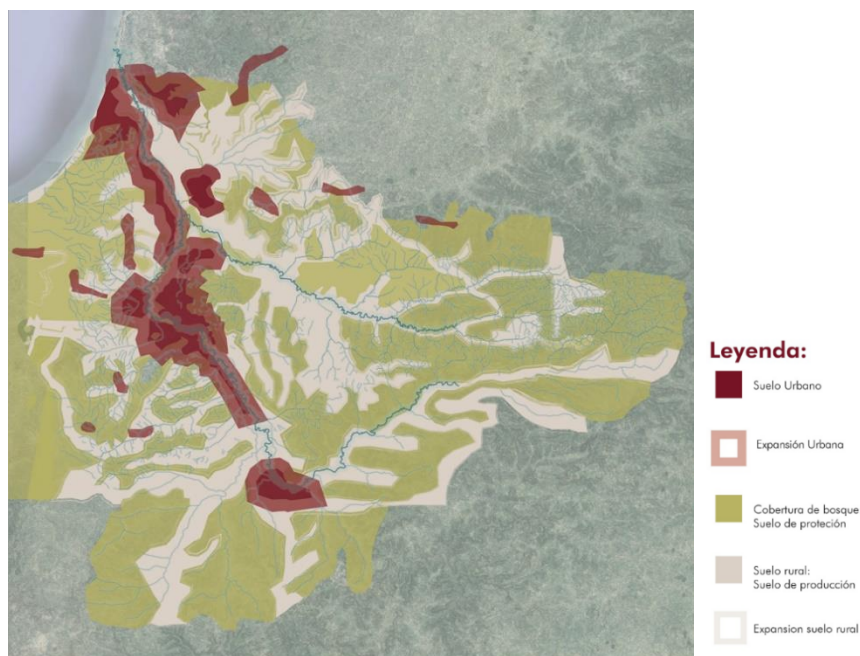 Leyenda:
Suelo Urbano
Expansión Urbana
Cobertura de bosque
Suelo de proteción
Suelo rural:
Suelo de producción
Expansion suelo rural